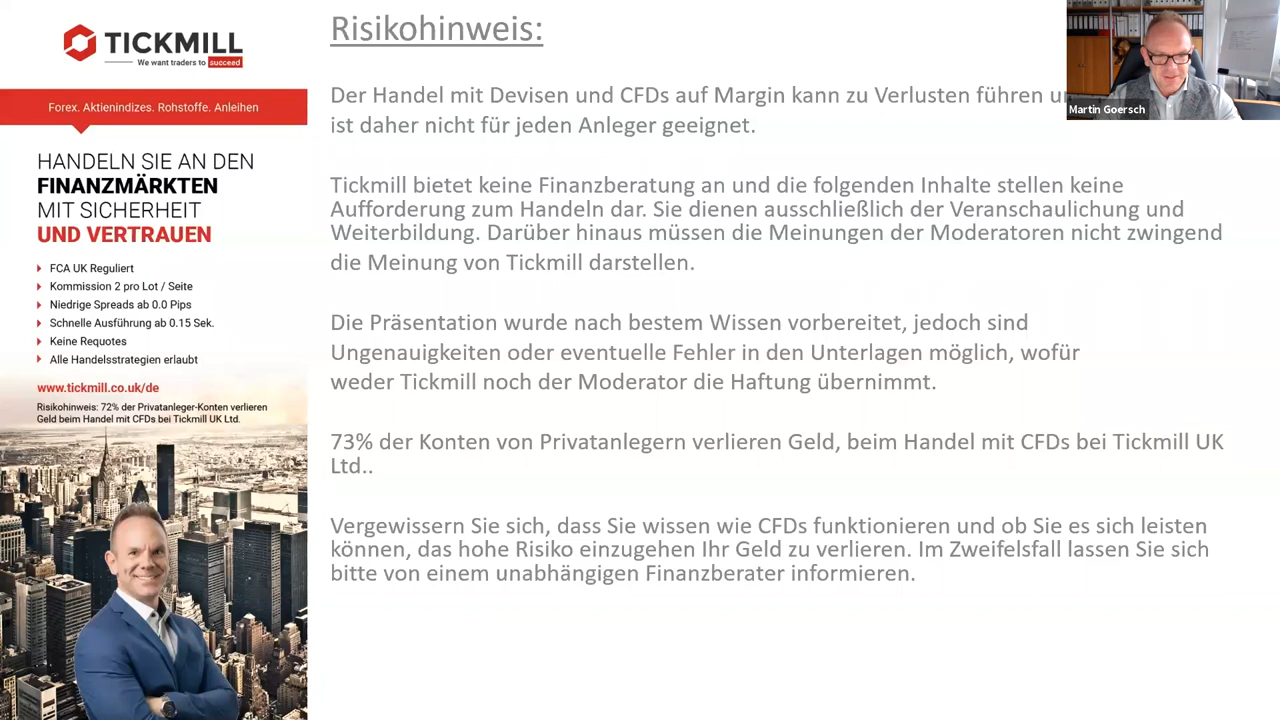 TICKMILL
We want traders to succeed
Forex. Aktienindizes. Rohstoffe. Anleihen
HANDELN SIE AN DEN
FINANZMÄRKTEN
MIT SICHERHEIT
UND VERTRAUEN
FCA UK Reguliert
Kommission 2 pro Lot / Seite
Niedrige Spreads ab 0.0 Pips
Schnelle Ausführung ab 0.15 Sek.
Keine Requotes
Alle Handelsstrategien erlaubt
www.tickmill.co.uk/de
Risikohinweis: 72% der Privatanleger-Konten verlieren
Geld beim Handel mit CFDs bei Tickmill UK Ltd.
Risikohinweis:
Der Handel mit Devisen und CFDs auf Margin kann zu Verlusten führen
ist daher nicht für jeden Anleger geeignet.
Tickmill bietet keine Finanzberatung an und die folgenden Inhalte stellen keine
Aufforderung zum Handeln dar. Sie dienen ausschließlich der Veranschaulichung und
Weiterbildung. Darüber hinaus müssen die Meinungen der Moderatoren nicht zwingend
die Meinung von Tickmill darstellen.
Die Präsentation wurde nach bestem Wissen vorbereitet, jedoch sind
Ungenauigkeiten oder eventuelle Fehler in den Unterlagen möglich, wofür
weder Tickmill noch der Moderator die Haftung übernimmt.
73% der Konten von Privatanlegern verlieren Geld, beim Handel mit CFDs bei Tickmill UK
Ltd..
Vergewissern Sie sich, dass Sie wissen wie CFDs funktionieren und ob Sie es sich leisten
können, das hohe Risiko einzugehen Ihr Geld zu verlieren. Im Zweifelsfall lassen Sie sich
bitte von einem unabhängigen Finanzberater informieren.
Martin Goersch